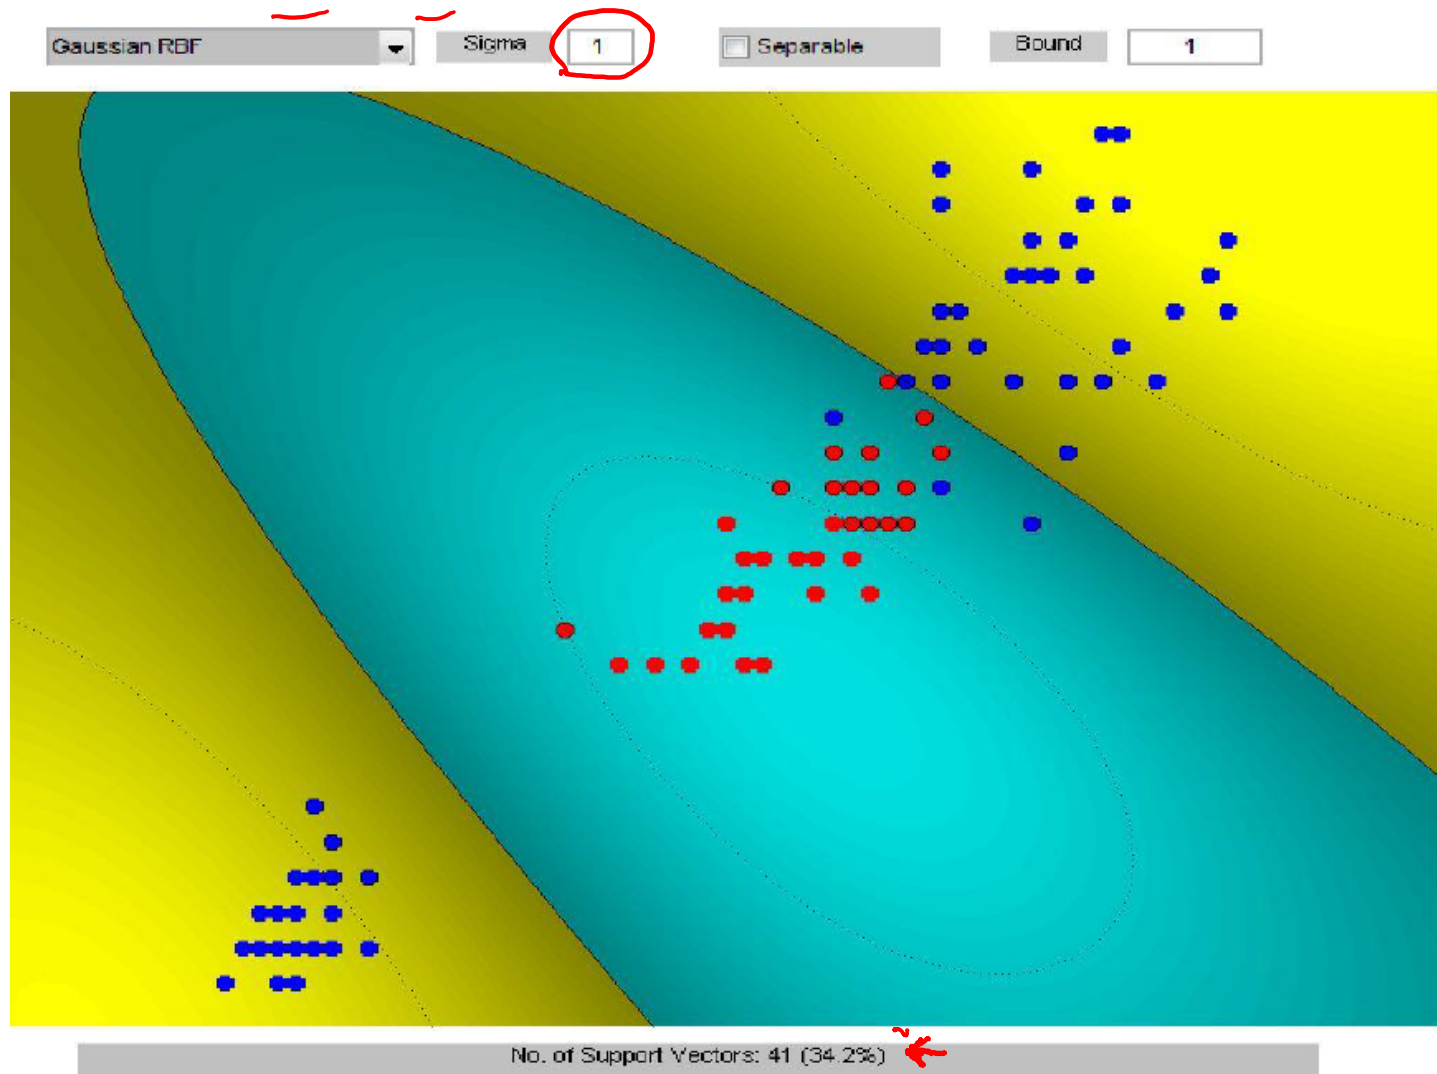 Gaussian RBF Sigma 1 Separable Bound 1
No. of Support Vectors: 41 (34.2%)